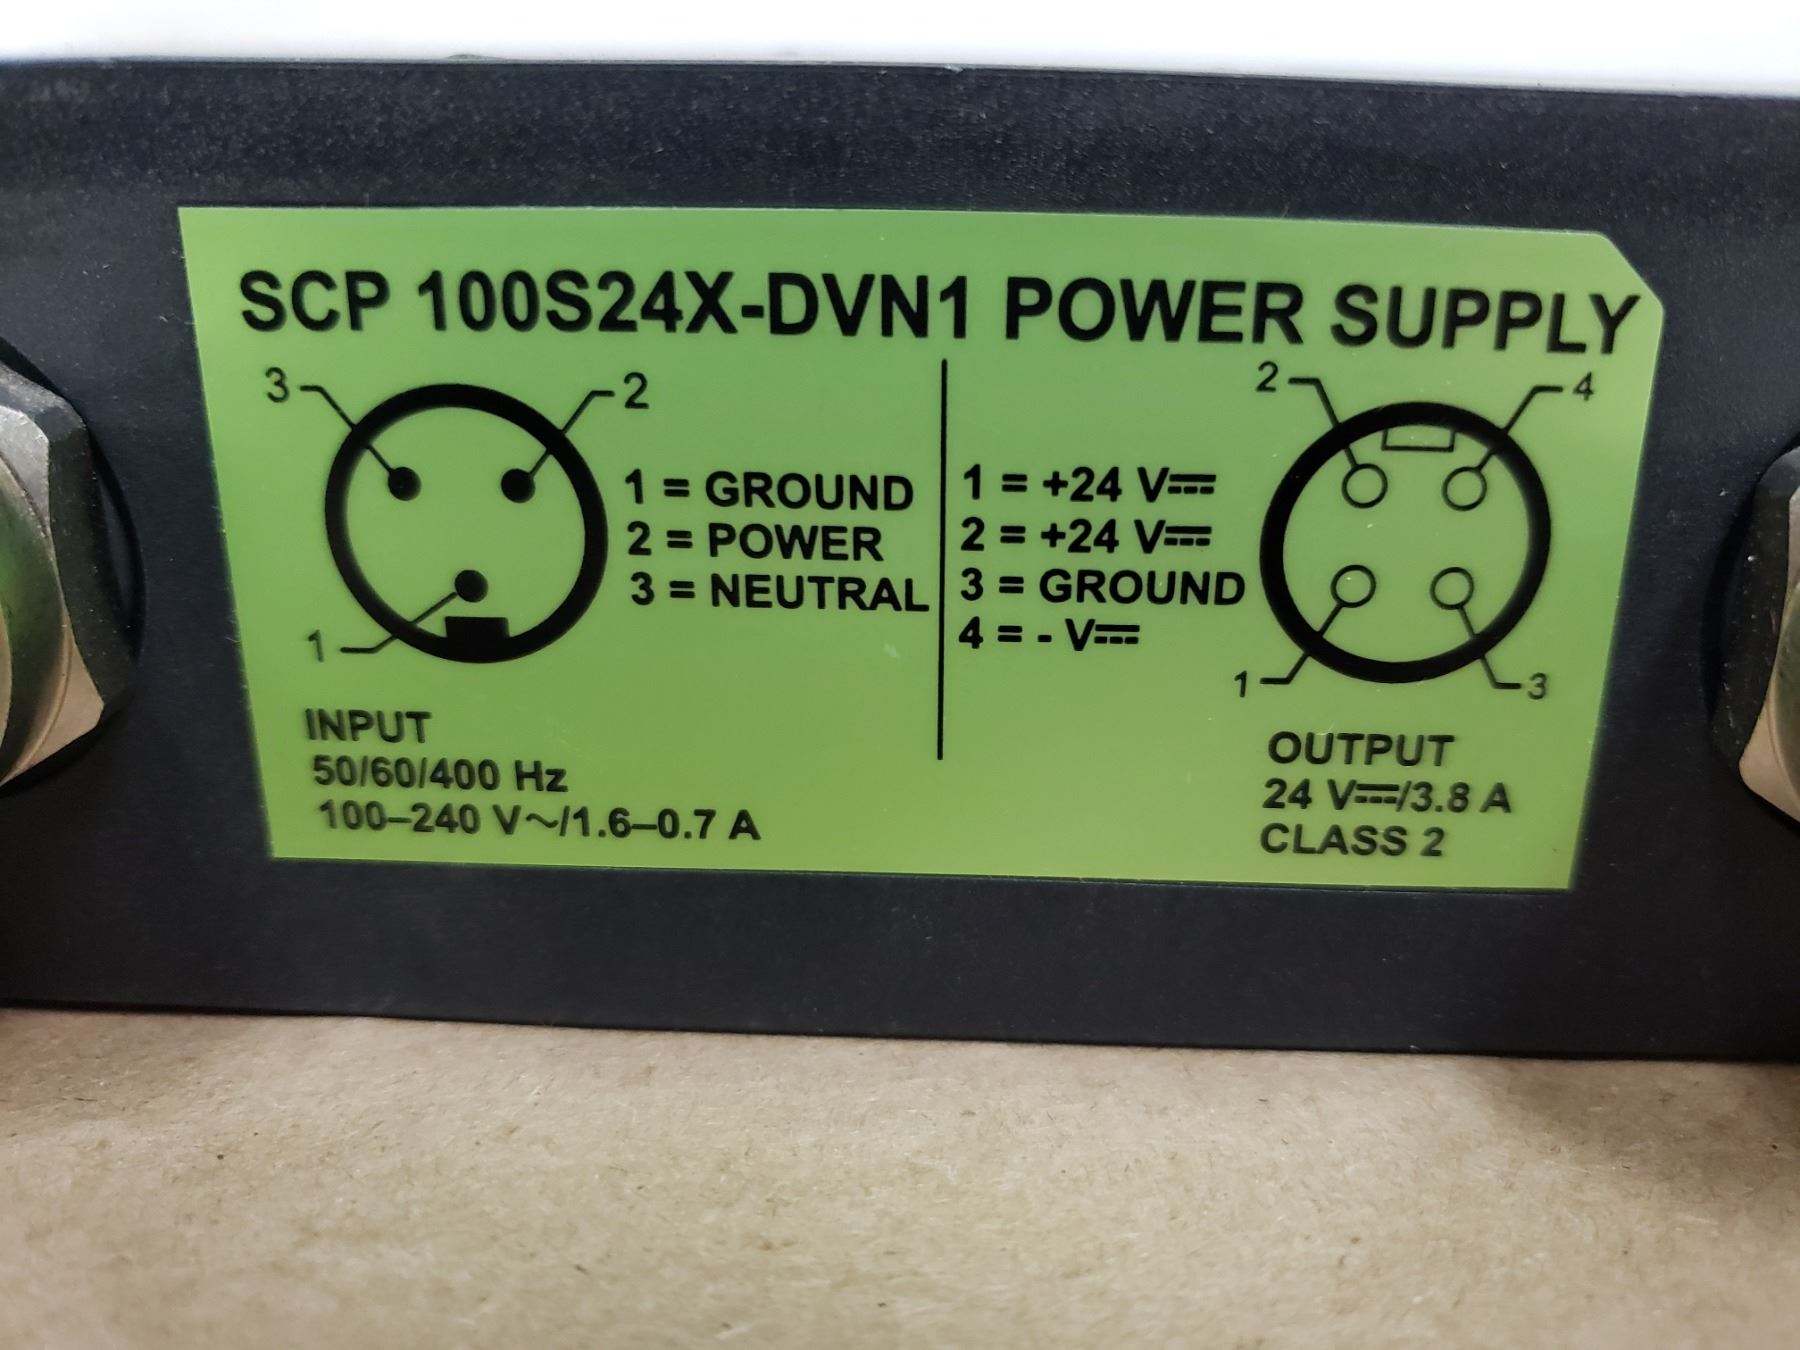 SCP 100S24X-DVN1 POWER SUPPLY
3
2
1
1 = GROUND
2 = POWER
3 = NEUTRAL
INPUT
50/60/400 Hz
100–240 V~/1.6–0.7 A
1 = +24 V⎓
2 = +24 V⎓
3 = GROUND
4 = - V⎓
2
4
1
3
OUTPUT
24 V⎓/3.8 A
CLASS 2